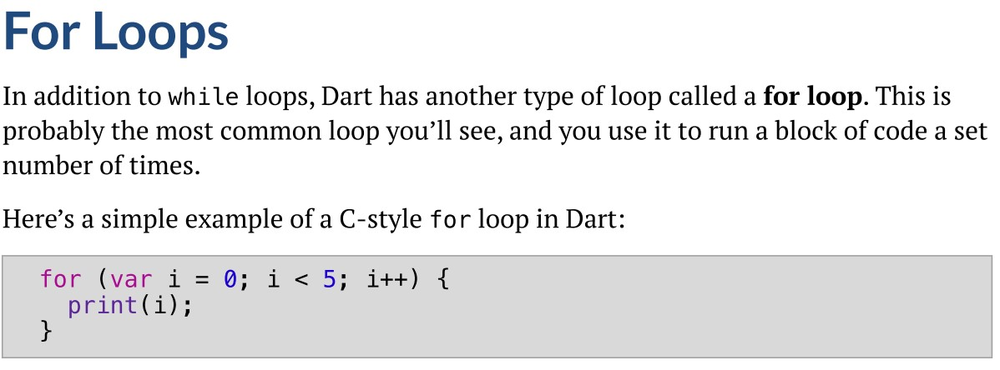 For Loops
In addition to while loops, Dart has another type of loop called a for loop. This is
probably the most common loop you’ll see, and you use it to run a block of code a set
number of times.
Here’s a simple example of a C-style for loop in Dart:
for (var i = 0; i < 5; i++) {
  print(i);
}